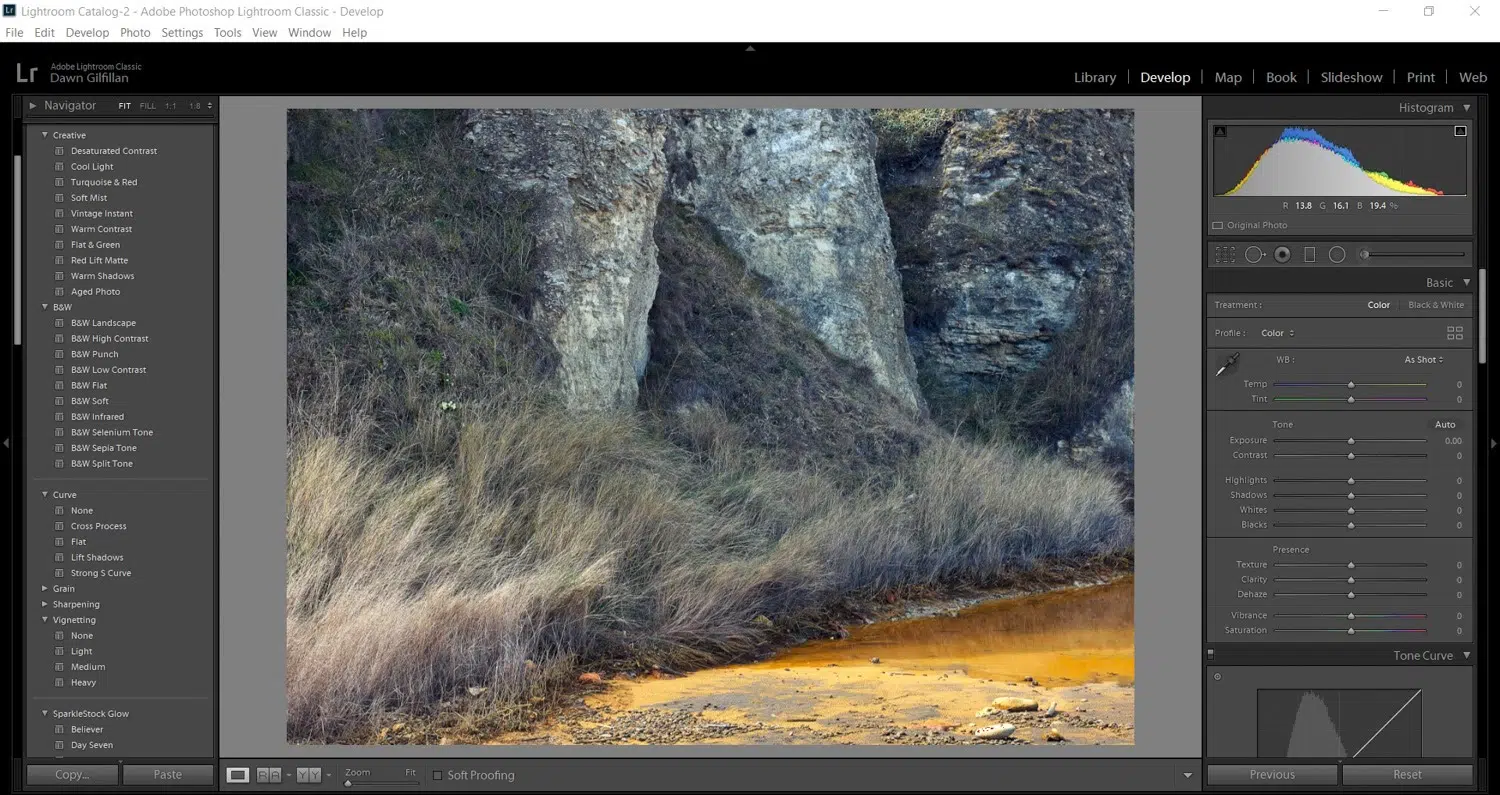 Lr Lightroom Catalog-2 - Adobe Photoshop Lightroom Classic - Develop
File Edit Develop Photo Settings Tools View Window Help
Lr
Adobe Lightroom Classic
Dawn Gilfillan
Library Develop Map Book Slideshow Print Web
Navigator FIT FILL 1:1 1:8
Creative
Desaturated Contrast
Cool Light
Turquoise & Red
Soft Mist
Vintage Instant
Warm Contrast
Flat & Green
Red Lift Matte
Warm Shadows
Aged Photo
B&W
B&W Landscape
B&W High Contrast
B&W Punch
B&W Low Contrast
B&W Flat
B&W Soft
B&W Infrared
B&W Selenium Tone
B&W Sepia Tone
B&W Split Tone
Curve
None
Cross Process
Flat
Lift Shadows
Strong S Curve
Grain
Sharpening
Vignetting
None
Light
Medium
Heavy
SparkleStock Glow
Believer
Day Seven
Copy... Paste
R A Y Y Zoom Fit Soft Proofing
Histogram
R 13.8 G 16.1 B 19.4 %
Original Photo
Basic
Treatment : Color Black & White
Profile : Color
WB : As Shot
Temp 0
Tint 0
Tone Auto
Exposure 0.00
Contrast 0
Highlights 0
Shadows 0
Whites 0
Blacks 0
Presence
Texture 0
Clarity 0
Dehaze 0
Vibrance 0
Saturation 0
Tone Curve
Previous Reset